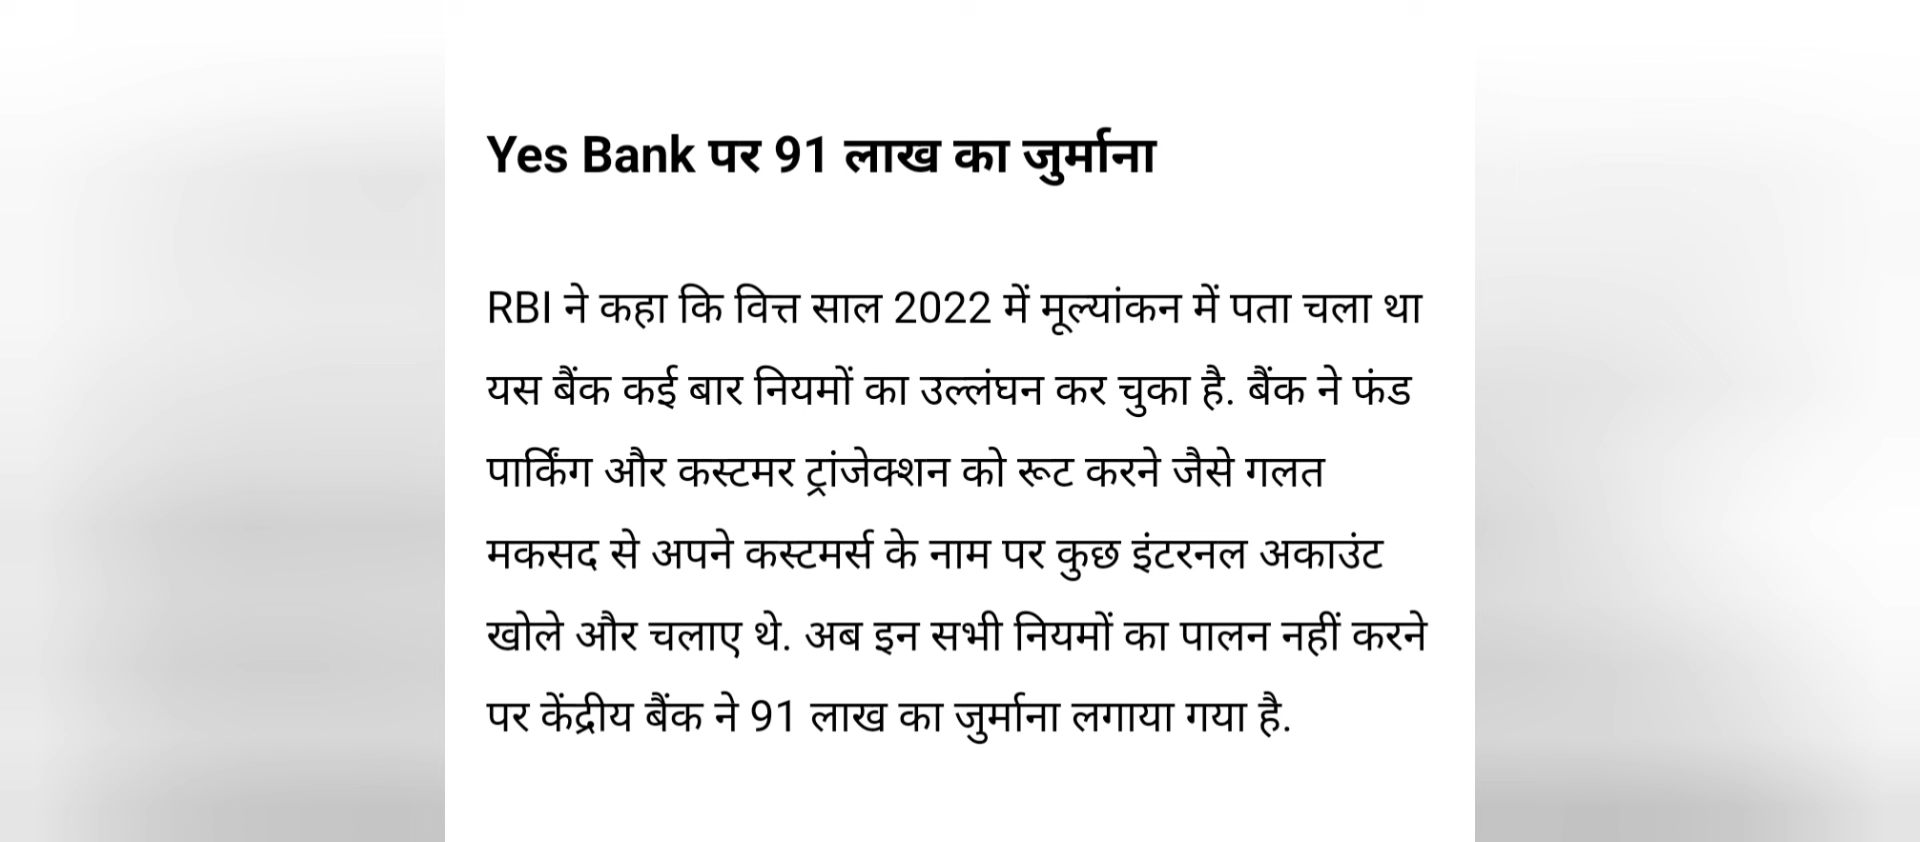 Yes Bank पर 91 लाख का जुर्माना
RBI ने कहा कि वित्त साल 2022 में मूल्यांकन में पता चला था
यस बैंक कई बार नियमों का उल्लंघन कर चुका है. बैंक ने फंड
पार्किंग और कस्टमर ट्रांजेक्शन को रूट करने जैसे गलत
मकसद से अपने कस्टमर्स के नाम पर कुछ इंटरनल अकाउंट
खोले और चलाए थे. अब इन सभी नियमों का पालन नहीं करने
पर केंद्रीय बैंक ने 91 लाख का जुर्माना लगाया गया है.